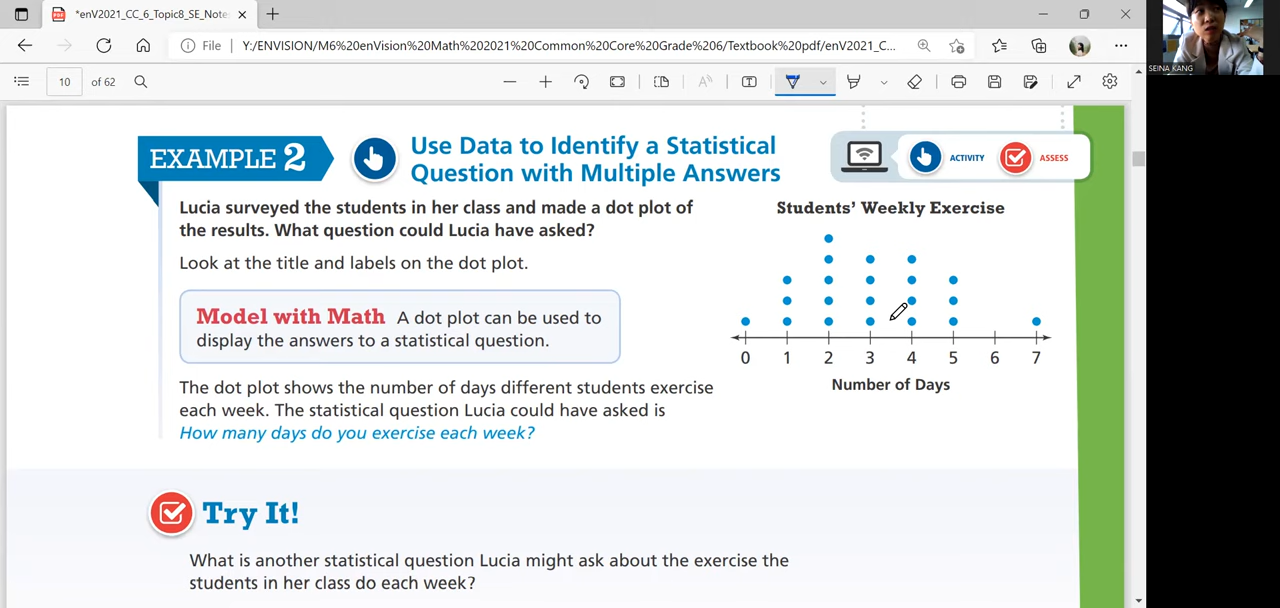 *enV2021_CC_6_Topic8_SE_Note
File
Y:/ENVISION/M6%20enVision%20Math%202021%20Common%20Core%20Grade%206/Textbook%20pdf/enV2021_C...
SEINA KANG
10 of 62
EXAMPLE 2
Use Data to Identify a Statistical
Question with Multiple Answers
ACTIVITY
ASSESS
Lucia surveyed the students in her class and made a dot plot of
the results. What question could Lucia have asked?
Look at the title and labels on the dot plot.
Model with Math A dot plot can be used to
display the answers to a statistical question.
The dot plot shows the number of days different students exercise
each week. The statistical question Lucia could have asked is
How many days do you exercise each week?
Students' Weekly Exercise
0 1 2 3 4 5 6 7
Number of Days
Try It!
What is another statistical question Lucia might ask about the exercise the
students in her class do each week?